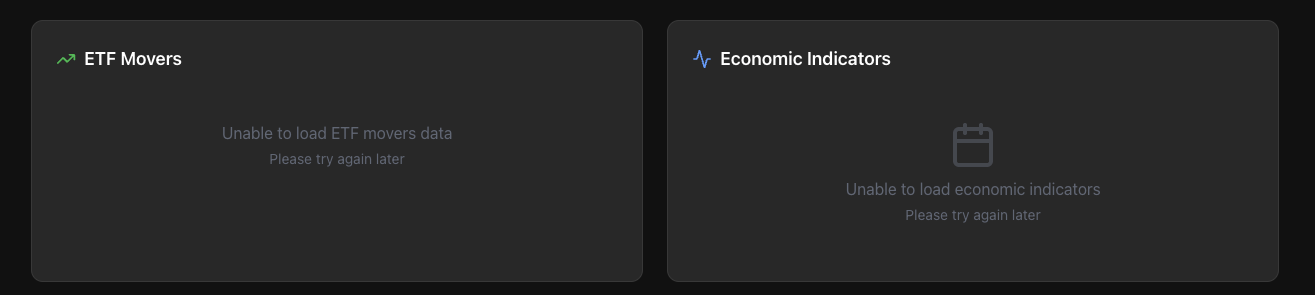 ETF Movers
Unable to load ETF movers data
Please try again later
Economic Indicators
Unable to load economic indicators
Please try again later